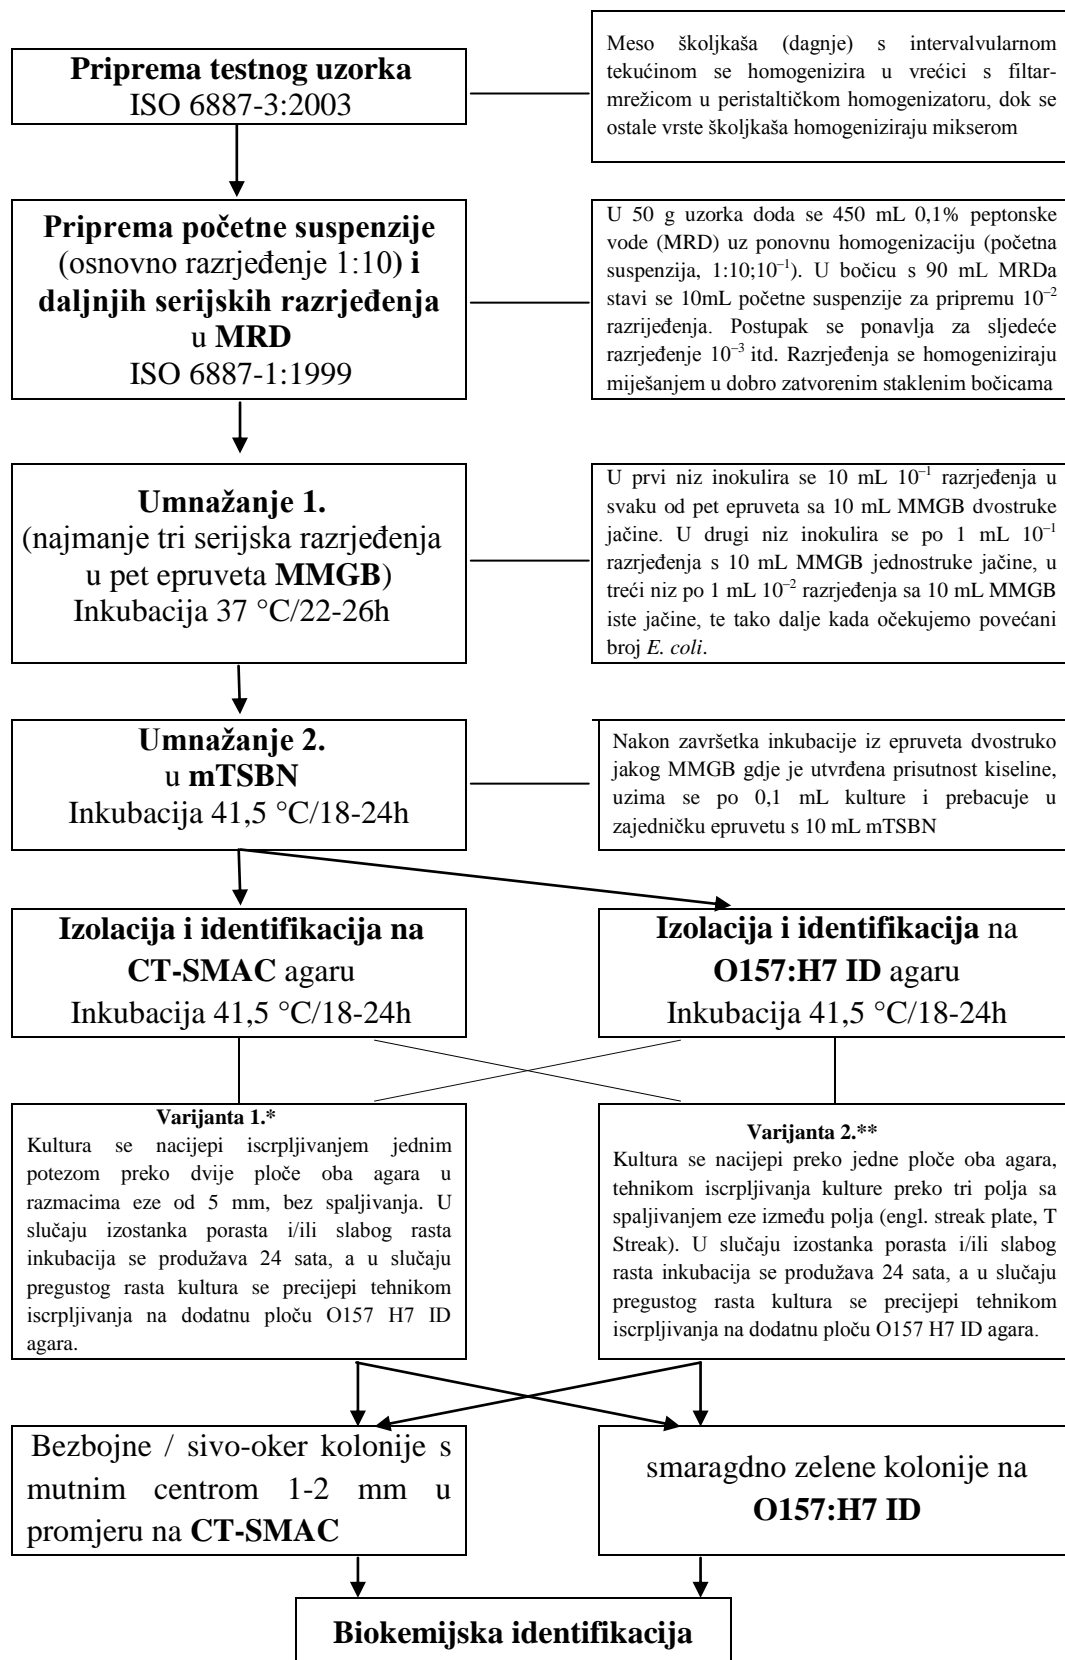 Priprema testnog uzorka
ISO 6887-3:2003
Meso školjkaša (dagnje) s intervalvularnom
tekućinom se homogenizira u vrećici s filtar-
mrežicom u peristaltičkom homogenizatoru, dok se
ostale vrste školjkaša homogeniziraju mikserom
Priprema početne suspenzije
(osnovno razrjeđenje 1:10) i
daljnjih serijskih razrjeđenja
u MRD
ISO 6887-1:1999
U 50 g uzorka doda se 450 mL 0,1% peptonske
vode (MRD) uz ponovnu homogenizaciju (početna
suspenzija, 1:10;10⁻¹). U bočicu s 90 mL MRDa
stavi se 10mL početne suspenzije za pripremu 10⁻²
razrijeđenja. Postupak se ponavlja za sljedeće
razrjeđenje 10⁻³ itd. Razrjeđenja se homogeniziraju
miješanjem u dobro zatvorenim staklenim bočicama
Umnažanje 1.
(najmanje tri serijska razrjeđenja
u pet epruveta MMGB)
Inkubacija 37 °C/22-26h
U prvi niz inokulira se 10 mL 10⁻¹ razrjeđenja u
svaku od pet epruveta sa 10 mL MMGB dvostruke
jačine. U drugi niz inokulira se po 1 mL 10⁻¹
razrjeđenja s 10 mL MMGB jednostruke jačine, u
treći niz po 1 mL 10⁻² razrjeđenja sa 10 mL MMGB
iste jačine, te tako dalje kada očekujemo povećani
broj E. coli.
Umnažanje 2.
u mTSBN
Inkubacija 41,5 °C/18-24h
Nakon završetka inkubacije iz epruveta dvostruko
jakog MMGB gdje je utvrđena prisutnost kiseline,
uzima se po 0,1 mL kulture i prebacuje u
zajedničku epruvetu s 10 mL mTSBN
Izolacija i identifikacija na
CT-SMAC agaru
Inkubacija 41,5 °C/18-24h
Izolacija i identifikacija na
O157:H7 ID agaru
Inkubacija 41,5 °C/18-24h
Varijanta 1.*
Kultura se nacijepi iscrpljivanjem jednim
potezom preko dvije ploče oba agara u
razmacima eze od 5 mm, bez spaljivanja. U
slučaju izostanka porasta i/ili slabog rasta
inkubacija se produžava 24 sata, a u slučaju
pregustog rasta kultura se precijepi tehnikom
iscrpljivanja na dodatnu ploču O157 H7 ID
agara.
Varijanta 2.**
Kultura se nacijepi preko jedne ploče oba agara,
tehnikom iscrpljivanja kulture preko tri polja sa
spaljivanjem eze između polja (engl. streak plate, T
Streak). U slučaju izostanka porasta i/ili slabog
rasta inkubacija se produžava 24 sata, a u slučaju
pregustog rasta kultura se precijepi tehnikom
iscrpljivanja na dodatnu ploču O157 H7 ID agara.
Bezbojne / sivo-oker kolonije s
mutnim centrom 1-2 mm u
promjeru na CT-SMAC
smaragdno zelene kolonije na
O157:H7 ID
Biokemijska identifikacija